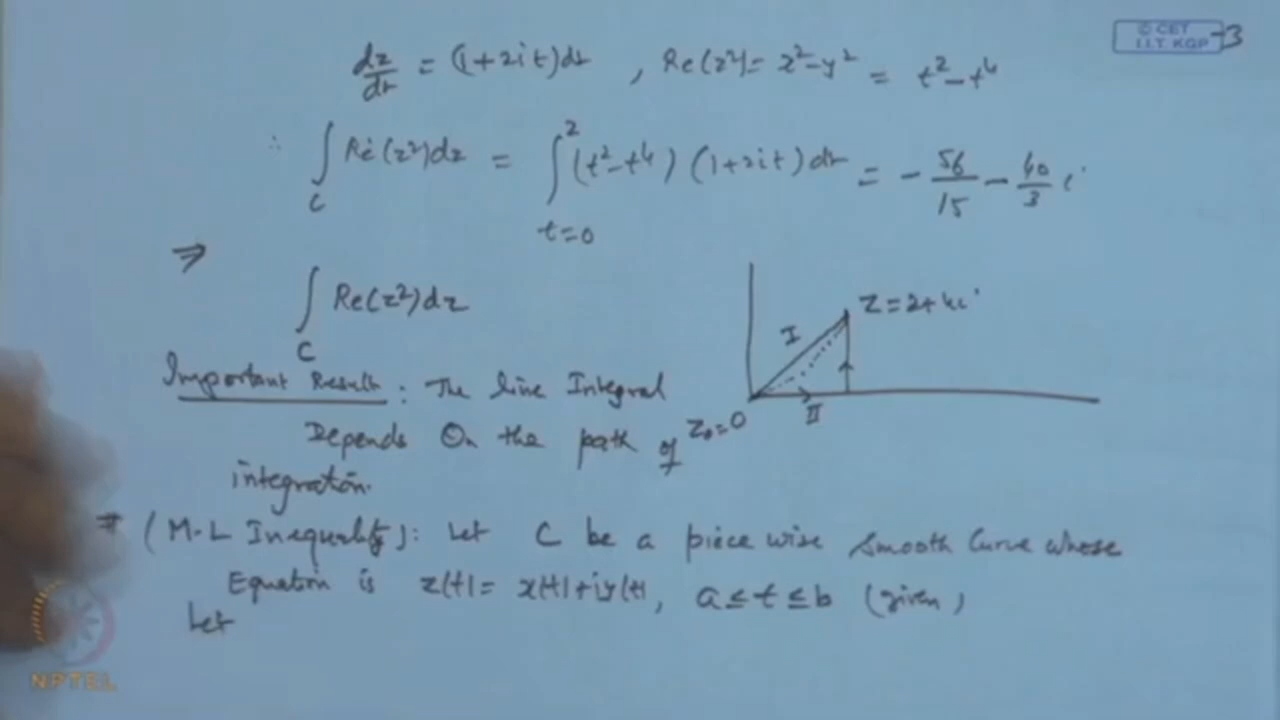 © CET
I.I.T. KGP
-3
dz/dt = (1+2it)dt , Re(z²) = x²-y² = t²-t⁴
∴ ∫_C Re(z²)dz = ∫_{t=0}^{2} (t²-t⁴) (1+2it) dt = - 56/15 - 40/3 i
⇒ ∫_C Re(z²)dz
Z=2+4i
I
II
Z₀=0
Important Result : The line Integral
Depends On the path of
integration.
# (M-L Inequality): Let C be a piece wise smooth Curve whose
Equation is z(t) = x(t)+iy(t), a≤t≤b (given)
Let
NPTEL